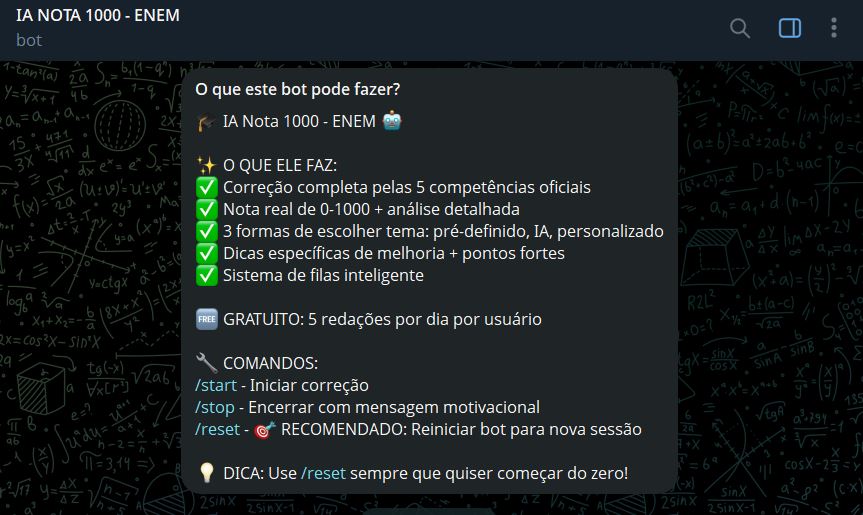 IA NOTA 1000 - ENEM
bot
O que este bot pode fazer?
🎓 IA Nota 1000 - ENEM 🤖
✨ O QUE ELE FAZ:
✅ Correção completa pelas 5 competências oficiais
✅ Nota real de 0-1000 + análise detalhada
✅ 3 formas de escolher tema: pré-definido, IA, personalizado
✅ Dicas específicas de melhoria + pontos fortes
✅ Sistema de filas inteligente
🆓 GRATUITO: 5 redações por dia por usuário
🔧 COMANDOS:
/start - Iniciar correção
/stop - Encerrar com mensagem motivacional
/reset - 🎯 RECOMENDADO: Reiniciar bot para nova sessão
💡 DICA: Use /reset sempre que quiser começar do zero!